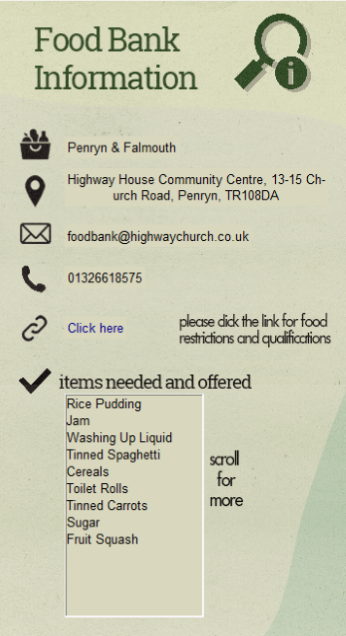 Food Bank
Information
Penryn & Falmouth
Highway House Community Centre, 13-15 Ch-
urch Road, Penryn, TR108DA
foodbank@highwaychurch.co.uk
01326618575
Click here
please click the link for food
restrictions and qualifications
items needed and offered
Rice Pudding
Jam
Washing Up Liquid
Tinned Spaghetti
Cereals
Toilet Rolls
Tinned Carrots
Sugar
Fruit Squash
scroll
for
more